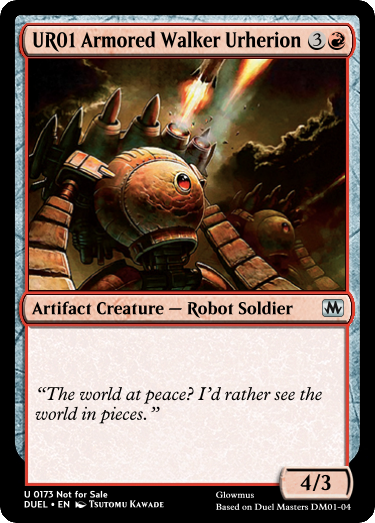 UR01 Armored Walker Urherion 3
Artifact Creature — Robot Soldier
“The world at peace? I’d rather see the
world in pieces.”
4/3
U 0173 Not for Sale
DUEL • EN Tsutomu Kawade
Glowmus
Based on Duel Masters DM01-04